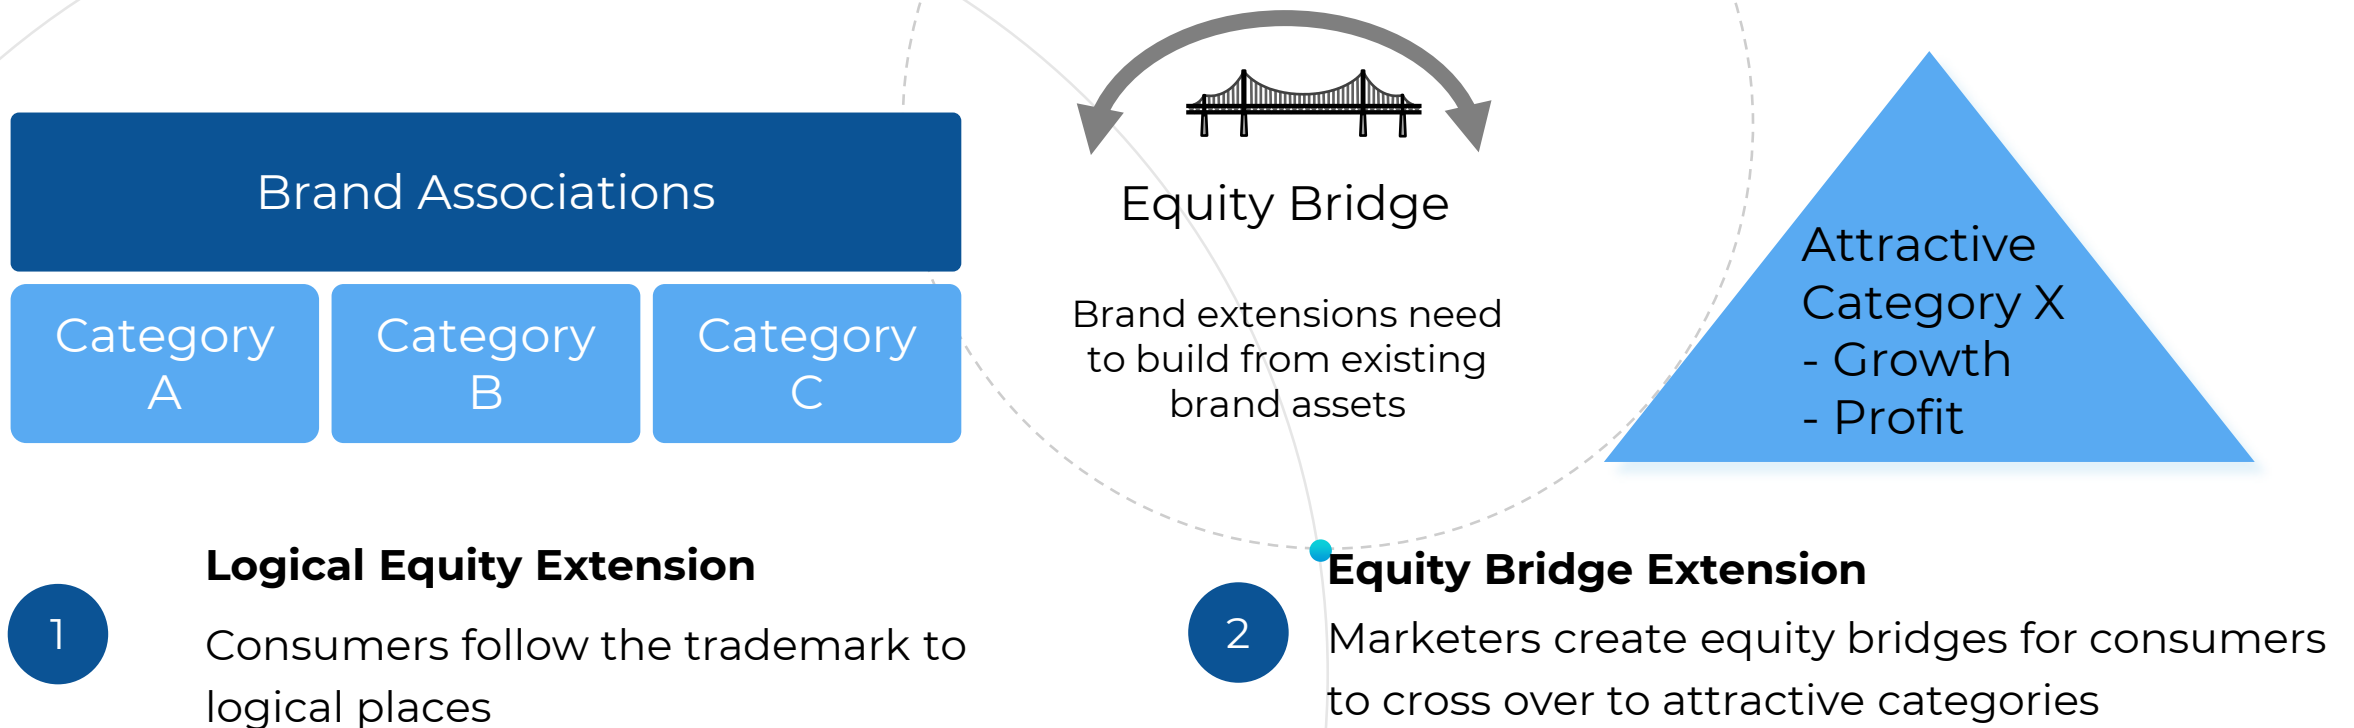 Brand Associations
Category
A
Category
B
Category
C
Equity Bridge
Brand extensions need
to build from existing
brand assets
Attractive
Category X
- Growth
- Profit
1
Logical Equity Extension
Consumers follow the trademark to
logical places
2
Equity Bridge Extension
Marketers create equity bridges for consumers
to cross over to attractive categories